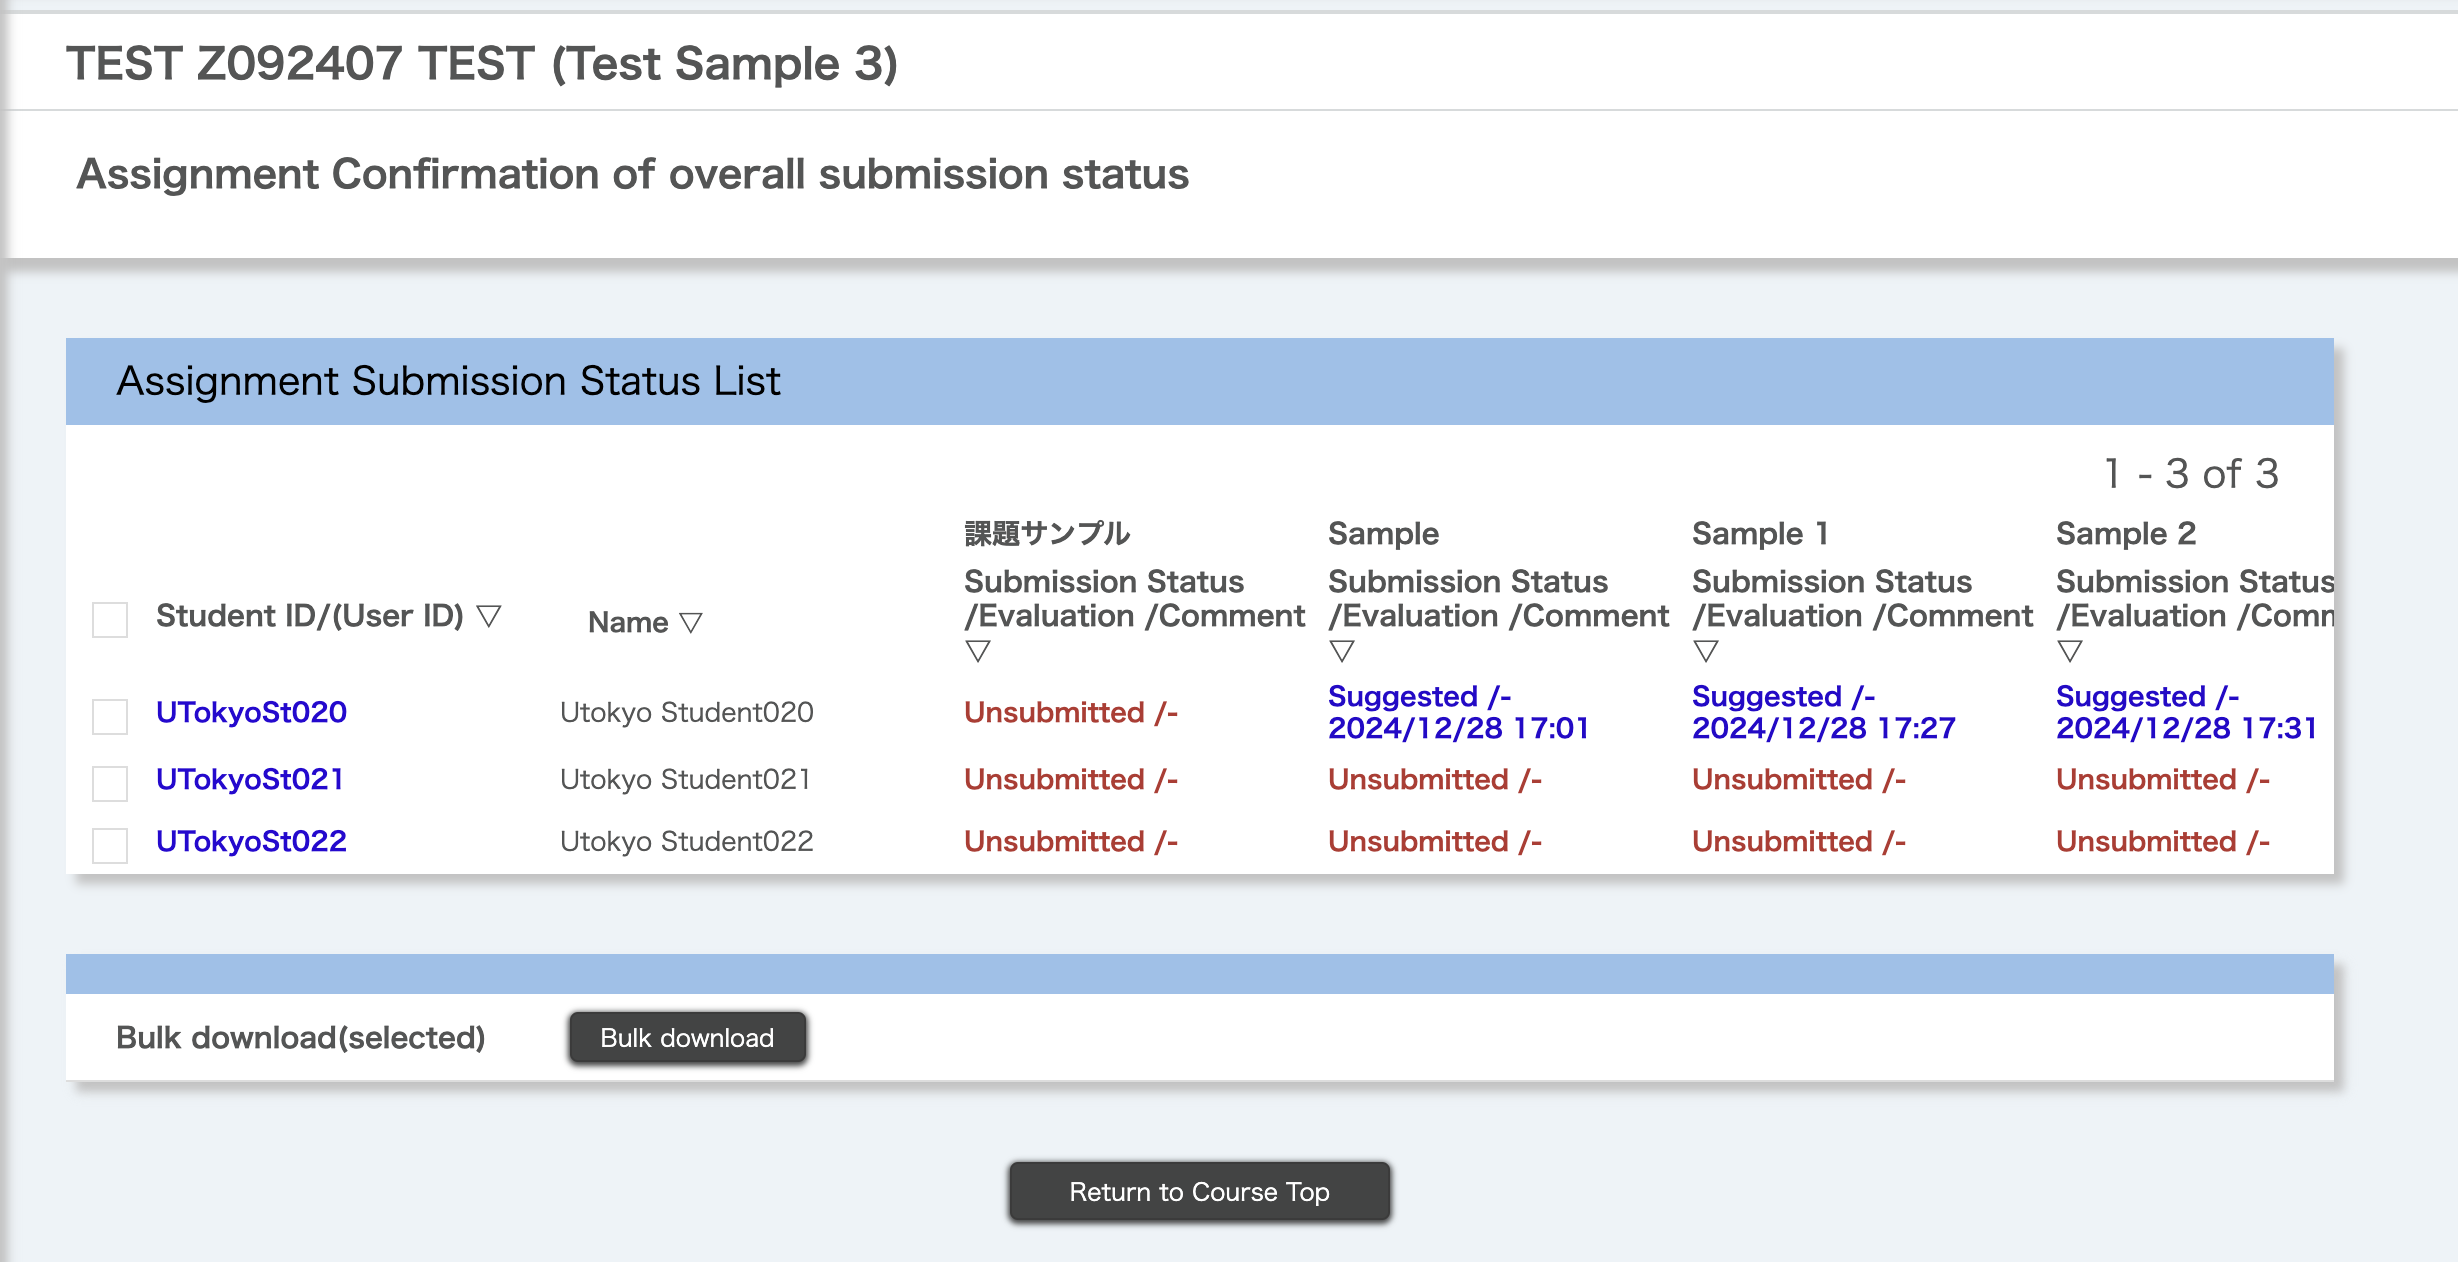 TEST Z092407 TEST (Test Sample 3)
Assignment Confirmation of overall submission status
Assignment Submission Status List
1 - 3 of 3
課題サンプル Sample Sample 1 Sample 2
Student ID/(User ID) ▽ Name ▽ Submission Status Submission Status Submission Status Submission Status
/Evaluation /Comment /Evaluation /Comment /Evaluation /Comment /Evaluation /Comm
▽ ▽ ▽ ▽
UTokyoSt020 Utokyo Student020 Unsubmitted /- Suggested /- Suggested /- Suggested /-
2024/12/28 17:01 2024/12/28 17:27 2024/12/28 17:31
UTokyoSt021 Utokyo Student021 Unsubmitted /- Unsubmitted /- Unsubmitted /- Unsubmitted /-
UTokyoSt022 Utokyo Student022 Unsubmitted /- Unsubmitted /- Unsubmitted /- Unsubmitted /-
Bulk download(selected) Bulk download
Return to Course Top